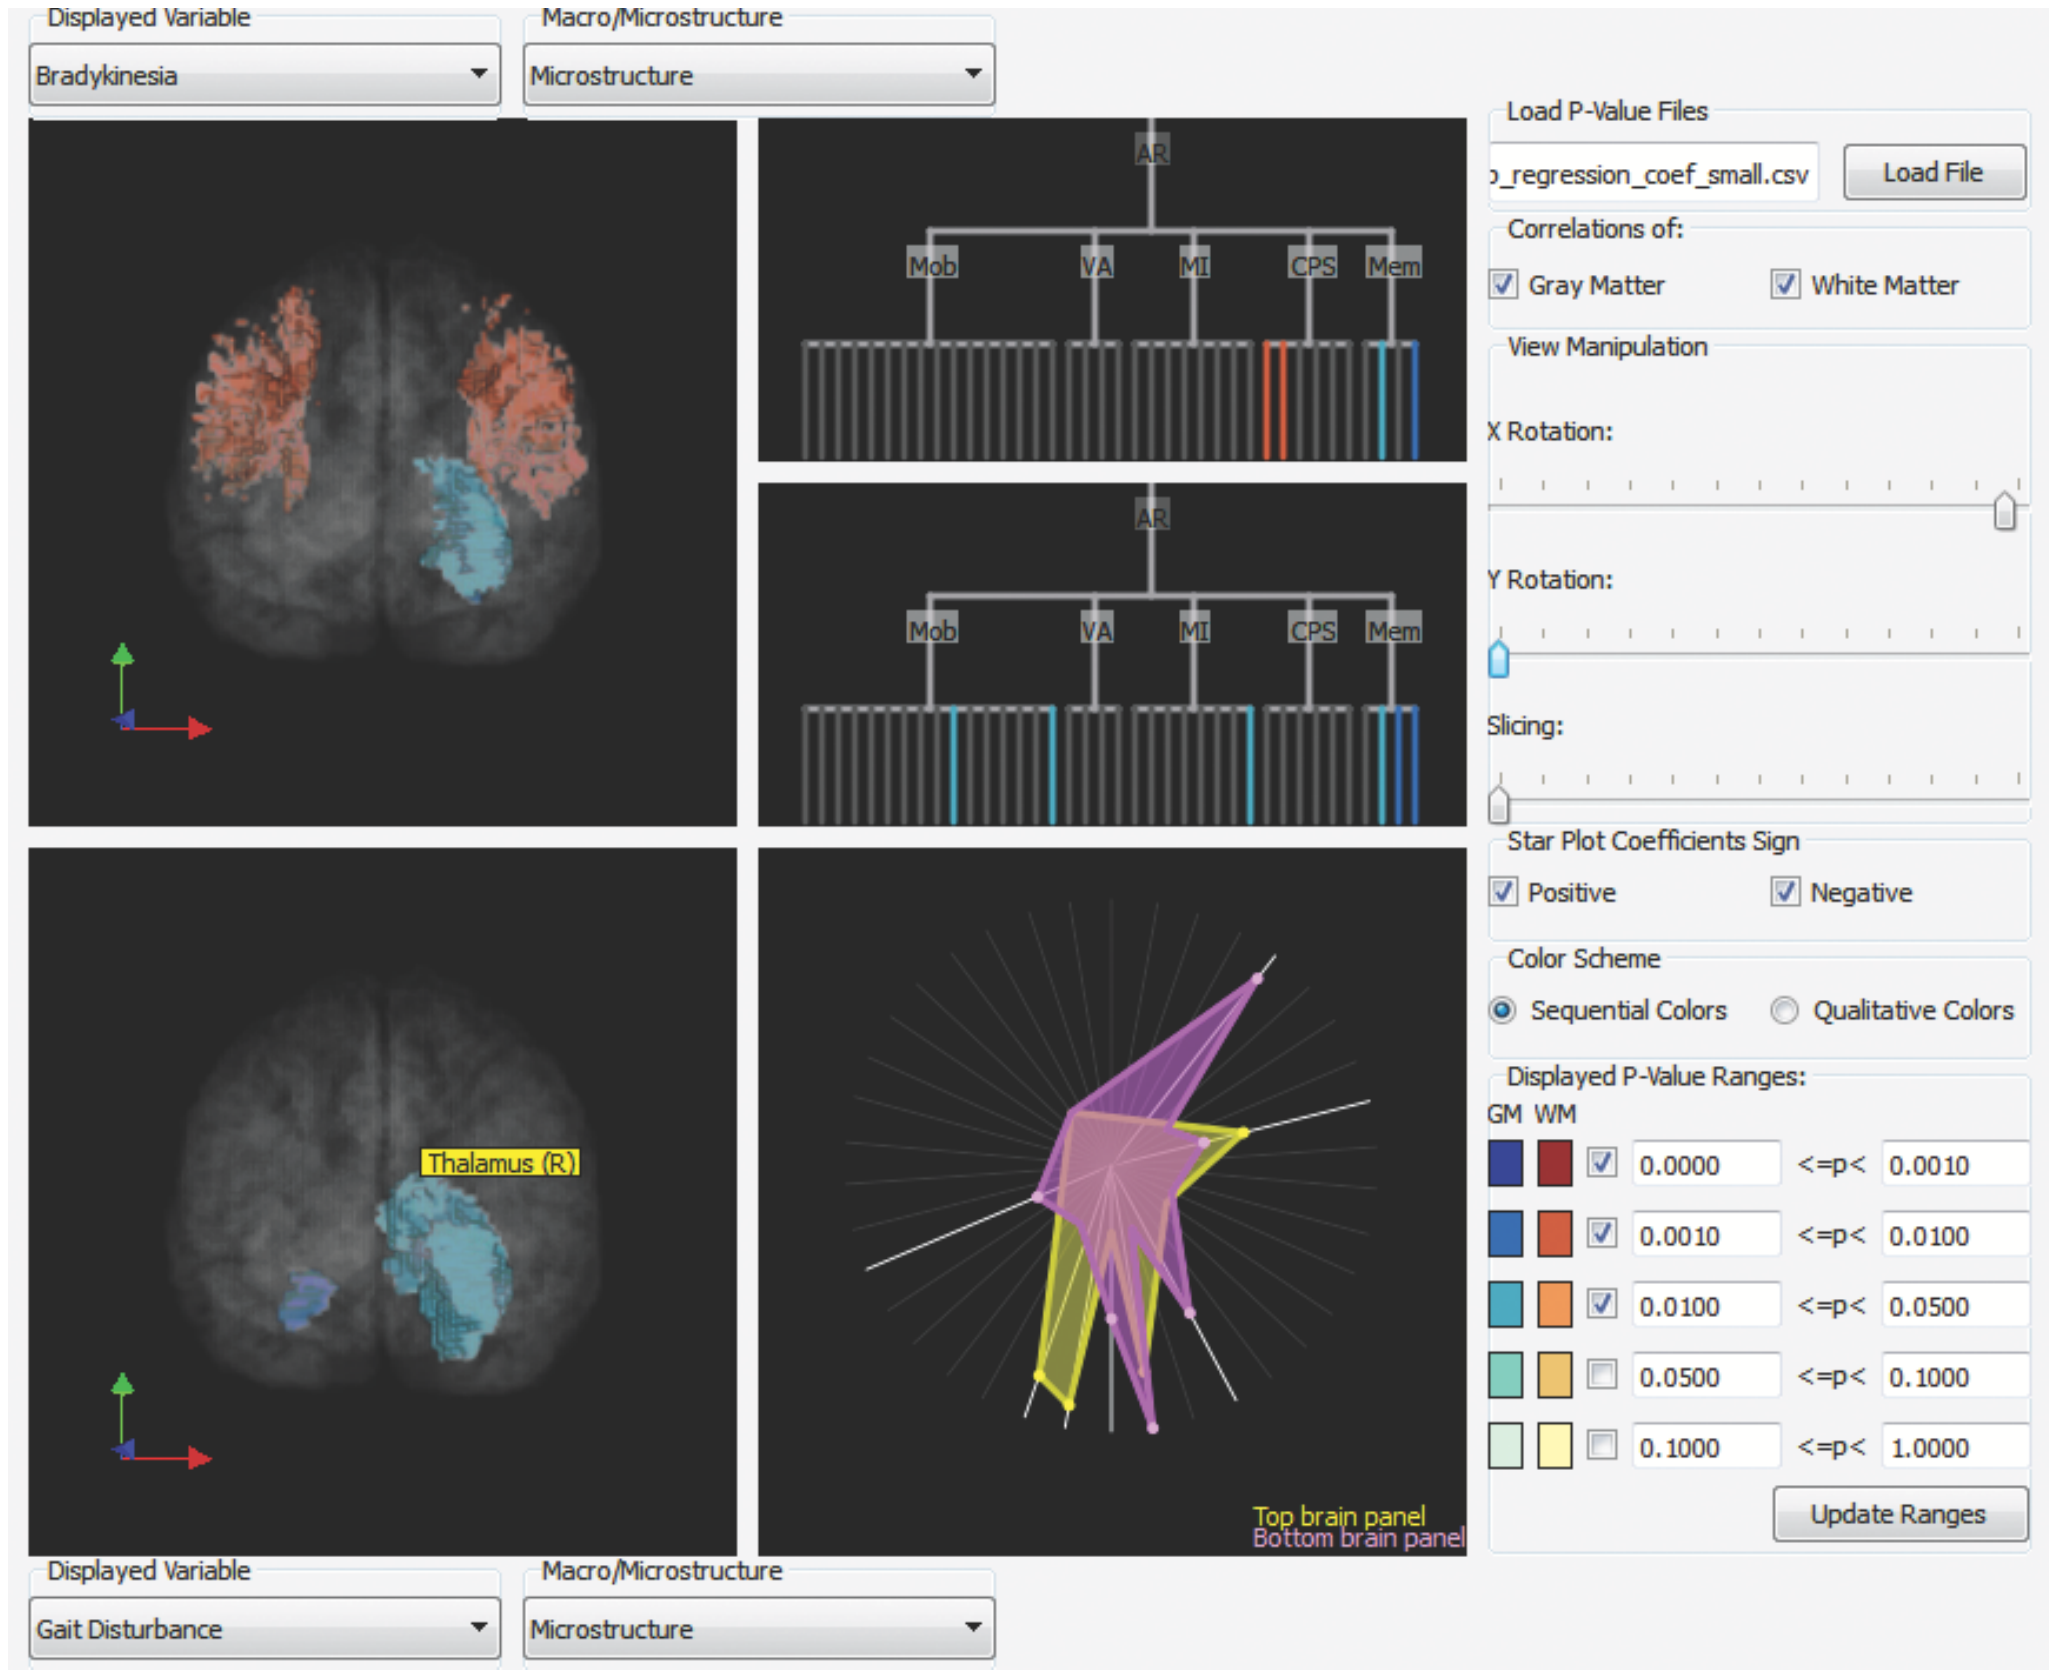 Displayed Variable
Macro/Microstructure
Bradykinesia
Microstructure
AR
Mob VA MI CPS Mem
AR
Mob VA MI CPS Mem
Thalamus (R)
Top brain panel
Bottom brain panel
Load P-Value Files
_regression_coef_small.csv
Load File
Correlations of:
Gray Matter
White Matter
View Manipulation
X Rotation:
Y Rotation:
Slicing:
Star Plot Coefficients Sign
Positive
Negative
Color Scheme
Sequential Colors
Qualitative Colors
Displayed P-Value Ranges:
GM WM
0.0000 <=p< 0.0010
0.0010 <=p< 0.0100
0.0100 <=p< 0.0500
0.0500 <=p< 0.1000
0.1000 <=p< 1.0000
Update Ranges
Displayed Variable
Macro/Microstructure
Gait Disturbance
Microstructure